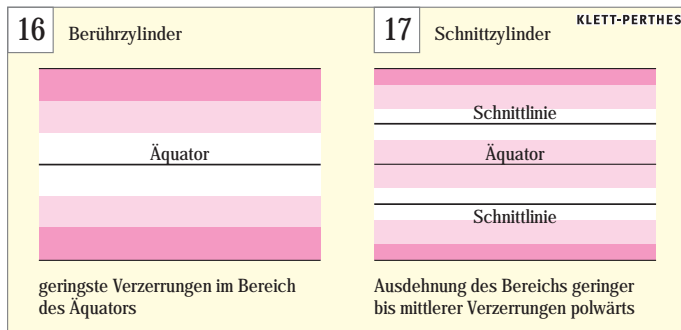 16 Berührzylinder
Äquator
geringste Verzerrungen im Bereich
des Äquators
17 Schnittzylinder
KLETT-PERTHES
Schnittlinie
Äquator
Schnittlinie
Ausdehnung des Bereichs geringer
bis mittlerer Verzerrungen polwärts